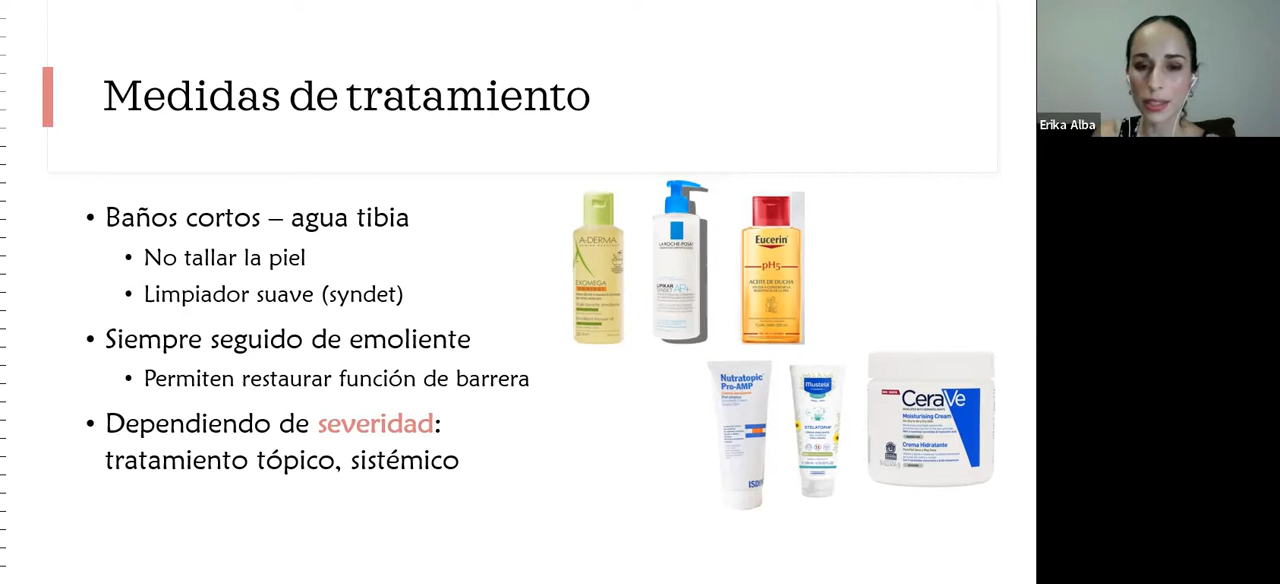 Medidas de tratamiento
Erika Alba
• Baños cortos – agua tibia
• No tallar la piel
• Limpiador suave (syndet)
• Siempre seguido de emoliente
• Permiten restaurar función de barrera
• Dependiendo de severidad:
tratamiento tópico, sistémico
A-DERMA
EXOMEGA
LA ROCHE-POSAY
LIPIKAR
SYNDET AP+
Eucerin
pH5
ACEITE DE DUCHA
Nutratopic
Pro-AMP
ISDIN
Mustela
STELATOPIA
CeraVe
Moisturising Cream
Crema Hidratante